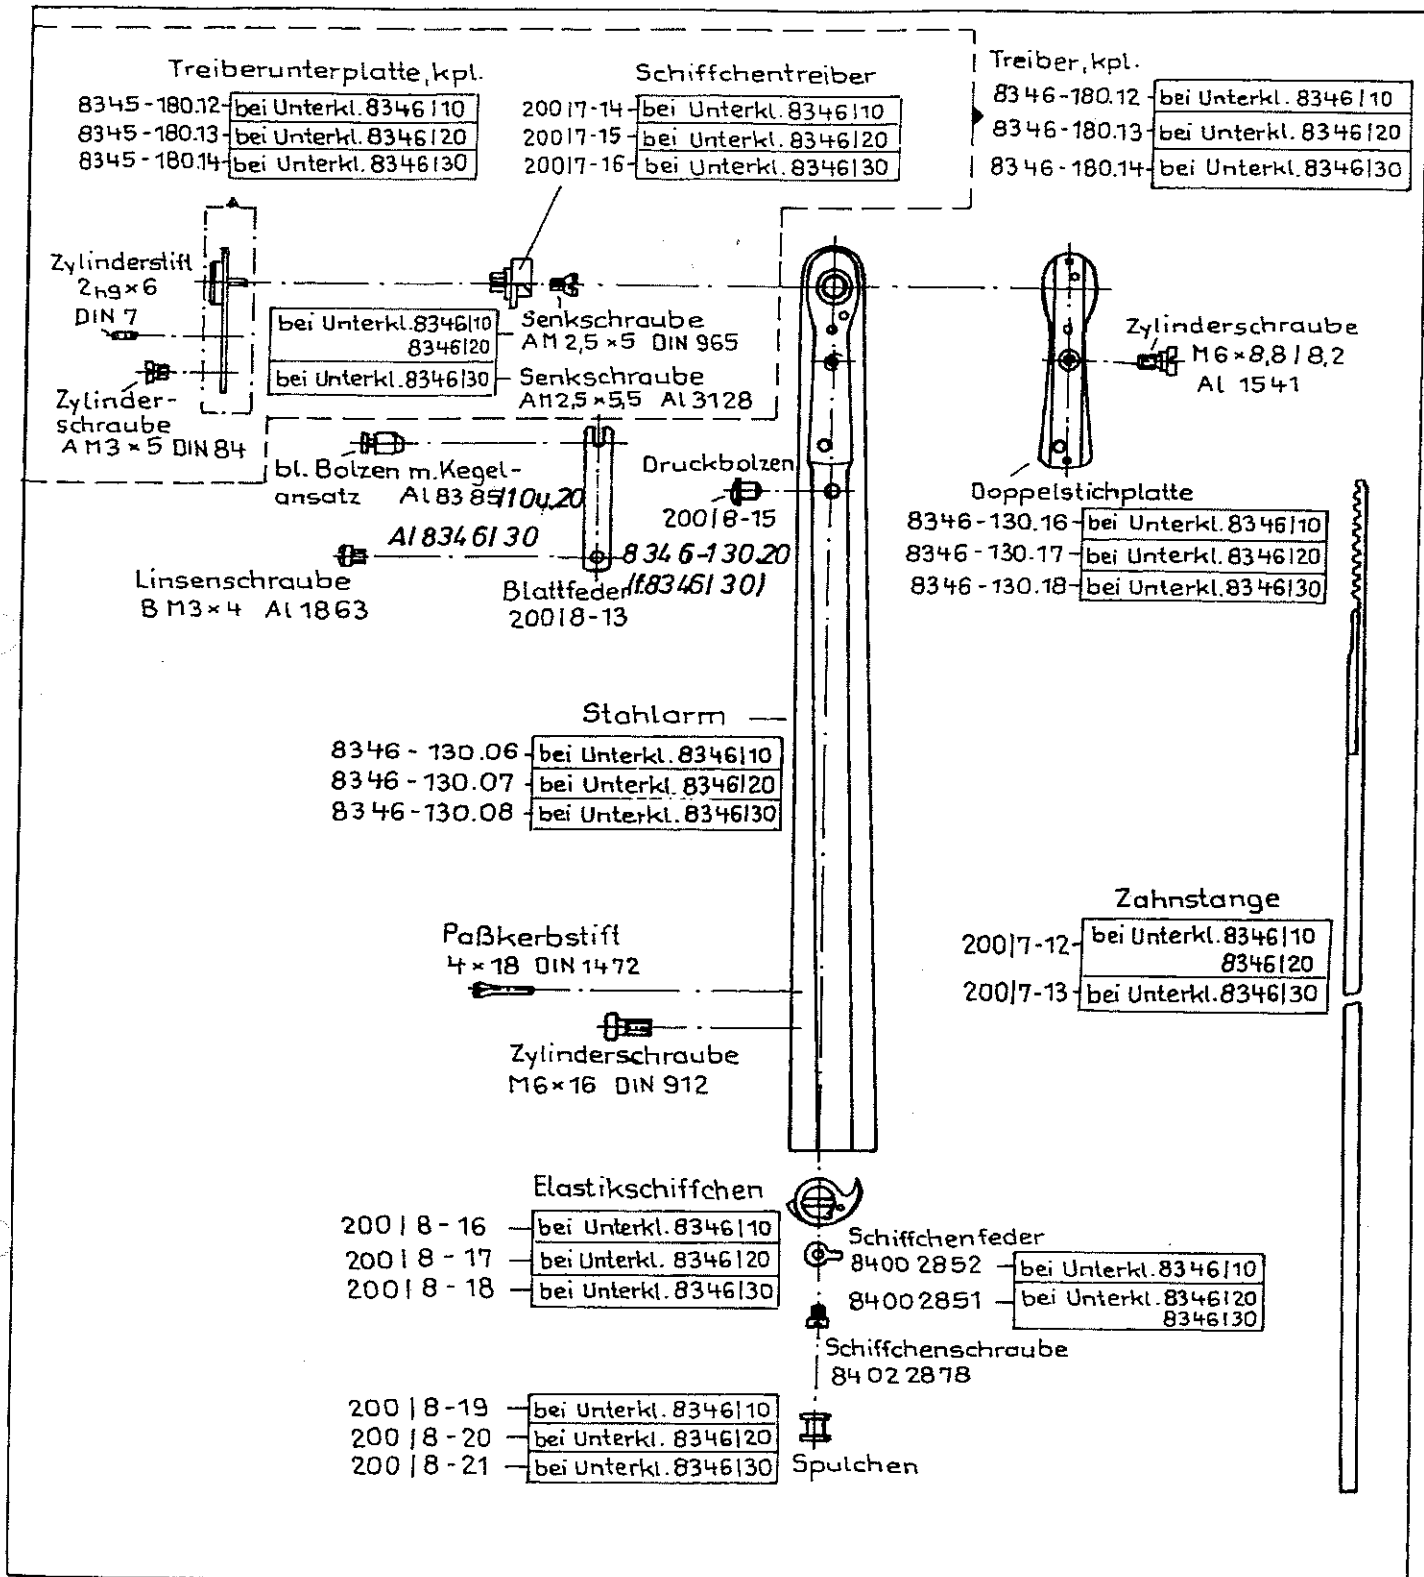 Treiberunterplatte, kpl.
8345-180.12 bei Unterkl. 8346|10
8345-180.13 bei Unterkl. 8346|20
8345-180.14 bei Unterkl. 8346|30
Schiffchentreiber
200|7-14 bei Unterkl. 8346|10
200|7-15 bei Unterkl. 8346|20
200|7-16 bei Unterkl. 8346|30
Treiber, kpl.
8346-180.12 bei Unterkl. 8346|10
8346-180.13 bei Unterkl. 8346|20
8346-180.14 bei Unterkl. 8346|30
Zylinderstift
2h9×6
DIN 7
bei Unterkl. 8346|10
8346|20
Senkschraube
AM 2,5×5 DIN 965
bei Unterkl. 8346|30
Senkschraube
AM2,5×5,5 Al 3128
Zylinder-
schraube
AM3×5 DIN 84
Zylinderschraube
M6×8,8|8,2
Al 1541
bl. Bolzen m. Kegel-
ansatz Al 8385|10u.20
Al 8346|30
Druckbolzen
200|8-15
Linsenschraube
BM3×4 Al 1863
8346-130.20
(f.8346|30)
Blattfeder
200|8-13
Doppelstichplatte
8346-130.16 bei Unterkl. 8346|10
8346-130.17 bei Unterkl. 8346|20
8346-130.18 bei Unterkl. 8346|30
Stahlarm
8346-130.06 bei Unterkl. 8346|10
8346-130.07 bei Unterkl. 8346|20
8346-130.08 bei Unterkl. 8346|30
Zahnstange
200|7-12 bei Unterkl. 8346|10
8346|20
200|7-13 bei Unterkl. 8346|30
Paßkerbstift
4×18 DIN 1472
Zylinderschraube
M6×16 DIN 912
Elastikschiffchen
200|8-16 bei Unterkl. 8346|10
200|8-17 bei Unterkl. 8346|20
200|8-18 bei Unterkl. 8346|30
Schiffchenfeder
8400 2852 bei Unterkl. 8346|10
8400 2851 bei Unterkl. 8346|20
8346|30
Schiffchenschraube
8402 2878
200|8-19 bei Unterkl. 8346|10
200|8-20 bei Unterkl. 8346|20
200|8-21 bei Unterkl. 8346|30
Spulchen